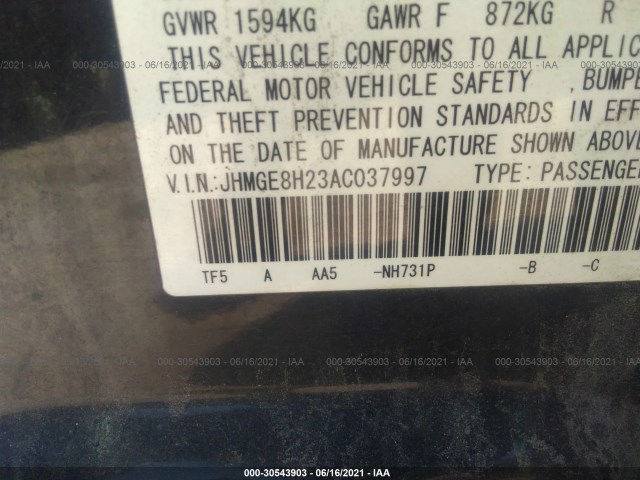 GVWR 1594KG GAWR F 872KG R
THIS VEHICLE CONFORMS TO ALL APPLIC
FEDERAL MOTOR VEHICLE SAFETY , BUMPE
AND THEFT PREVENTION STANDARDS IN EFF
ON THE DATE OF MANUFACTURE SHOWN ABOVE
V.I.N:JHMGE8H23AC037997 TYPE: PASSENGE
TF5 A AA5 -NH731P -B -C
000-30543903 - 06/16/2021 - IAA